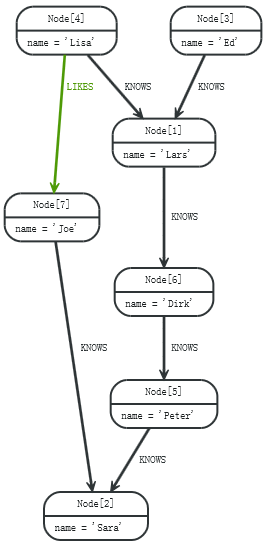 Node[4]
Node[3]
name = 'Lisa'
name = 'Ed'
LIKES
KNOWS
KNOWS
Node[1]
name = 'Lars'
Node[7]
name = 'Joe'
KNOWS
Node[6]
name = 'Dirk'
KNOWS
KNOWS
Node[5]
name = 'Peter'
KNOWS
Node[2]
name = 'Sara'